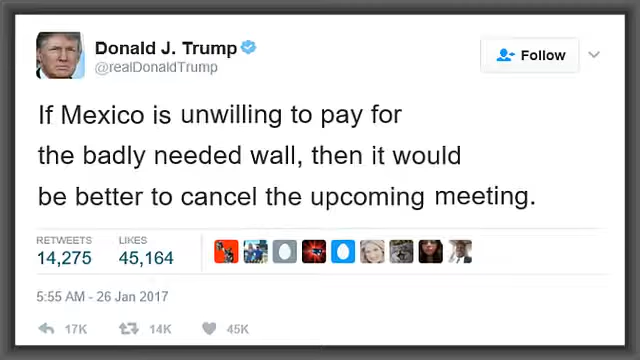 Donald J. Trump
@realDonaldTrump
Follow
If Mexico is unwilling to pay for
the badly needed wall, then it would
be better to cancel the upcoming meeting.
RETWEETS LIKES
14,275 45,164
5:55 AM - 26 Jan 2017
17K 14K 45K